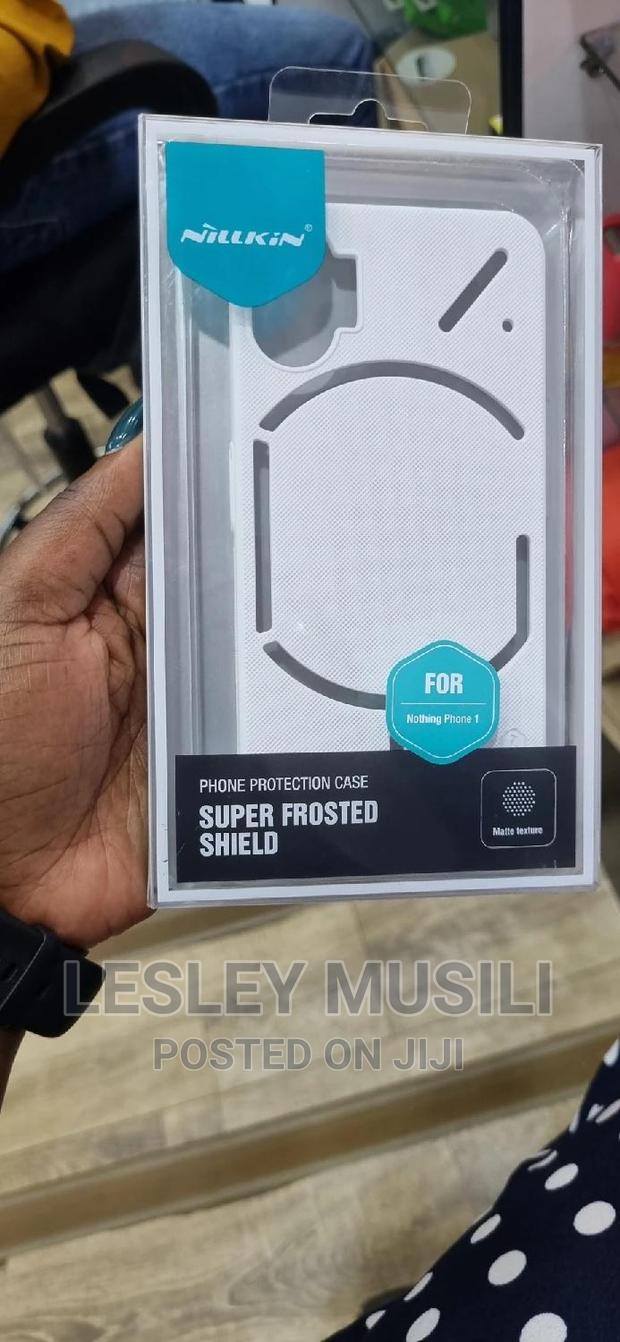 NILLKIN®
FOR
Nothing Phone 1
PHONE PROTECTION CASE
SUPER FROSTED
SHIELD
Matte texture
LESLEY MUSILI
POSTED ON JIJI